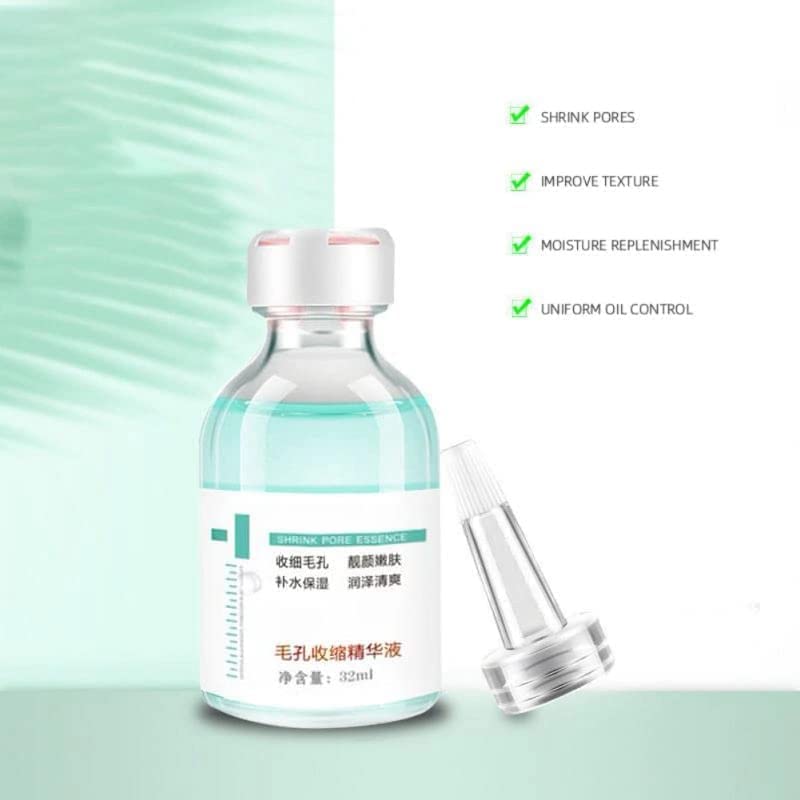 SHRINK PORES
IMPROVE TEXTURE
MOISTURE REPLENISHMENT
UNIFORM OIL CONTROL
SHRINK PORE ESSENCE
收细毛孔 靓颜嫩肤
补水保湿 润泽清爽
毛孔收缩精华液
净含量：32ml